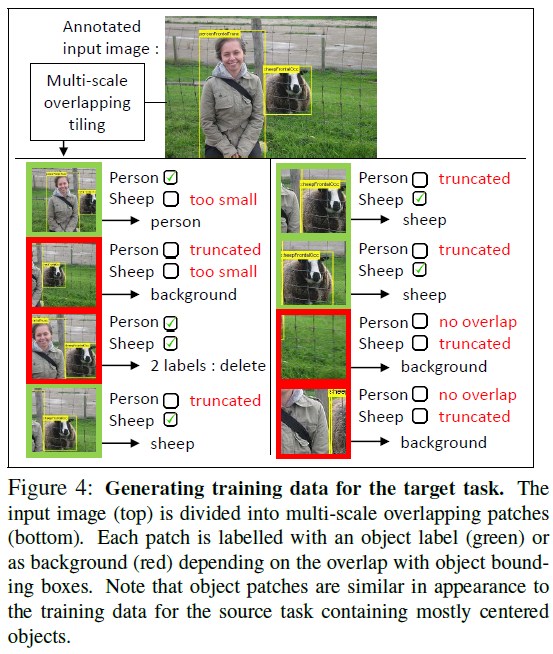 Annotated
input image :
Multi-scale
overlapping
tiling
personFrontalTrunc
sheepFrontalOcc
Person ✓
Sheep too small
person
Person truncated
Sheep too small
background
Person ✓
Sheep ✓
2 labels : delete
Person truncated
Sheep ✓
sheep
Person truncated
Sheep ✓
sheep
Person truncated
Sheep ✓
sheep
Person no overlap
Sheep truncated
background
Person no overlap
Sheep truncated
background
Figure 4: Generating training data for the target task. The
input image (top) is divided into multi-scale overlapping patches
(bottom). Each patch is labelled with an object label (green) or
as background (red) depending on the overlap with object bound-
ing boxes. Note that object patches are similar in appearance to
the training data for the source task containing mostly centered
objects.